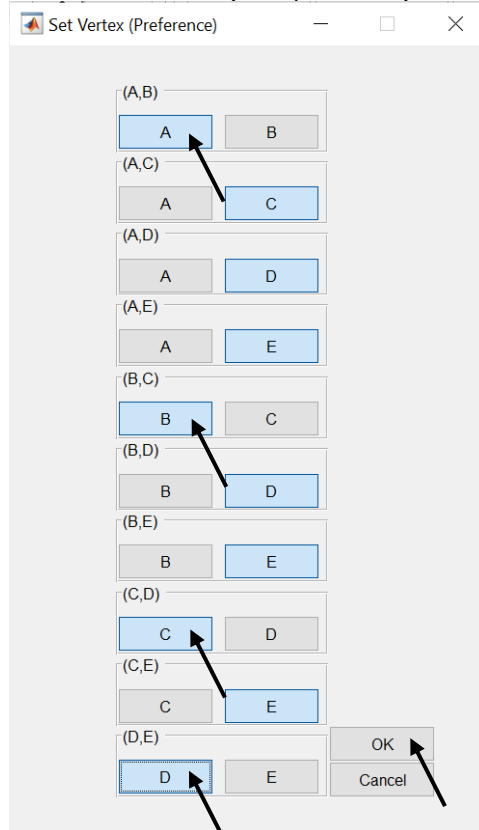 Set Vertex (Preference)
(A,B)
A B
(A,C)
A C
(A,D)
A D
(A,E)
A E
(B,C)
B C
(B,D)
B D
(B,E)
B E
(C,D)
C D
(C,E)
C E
(D,E)
D E
OK
Cancel